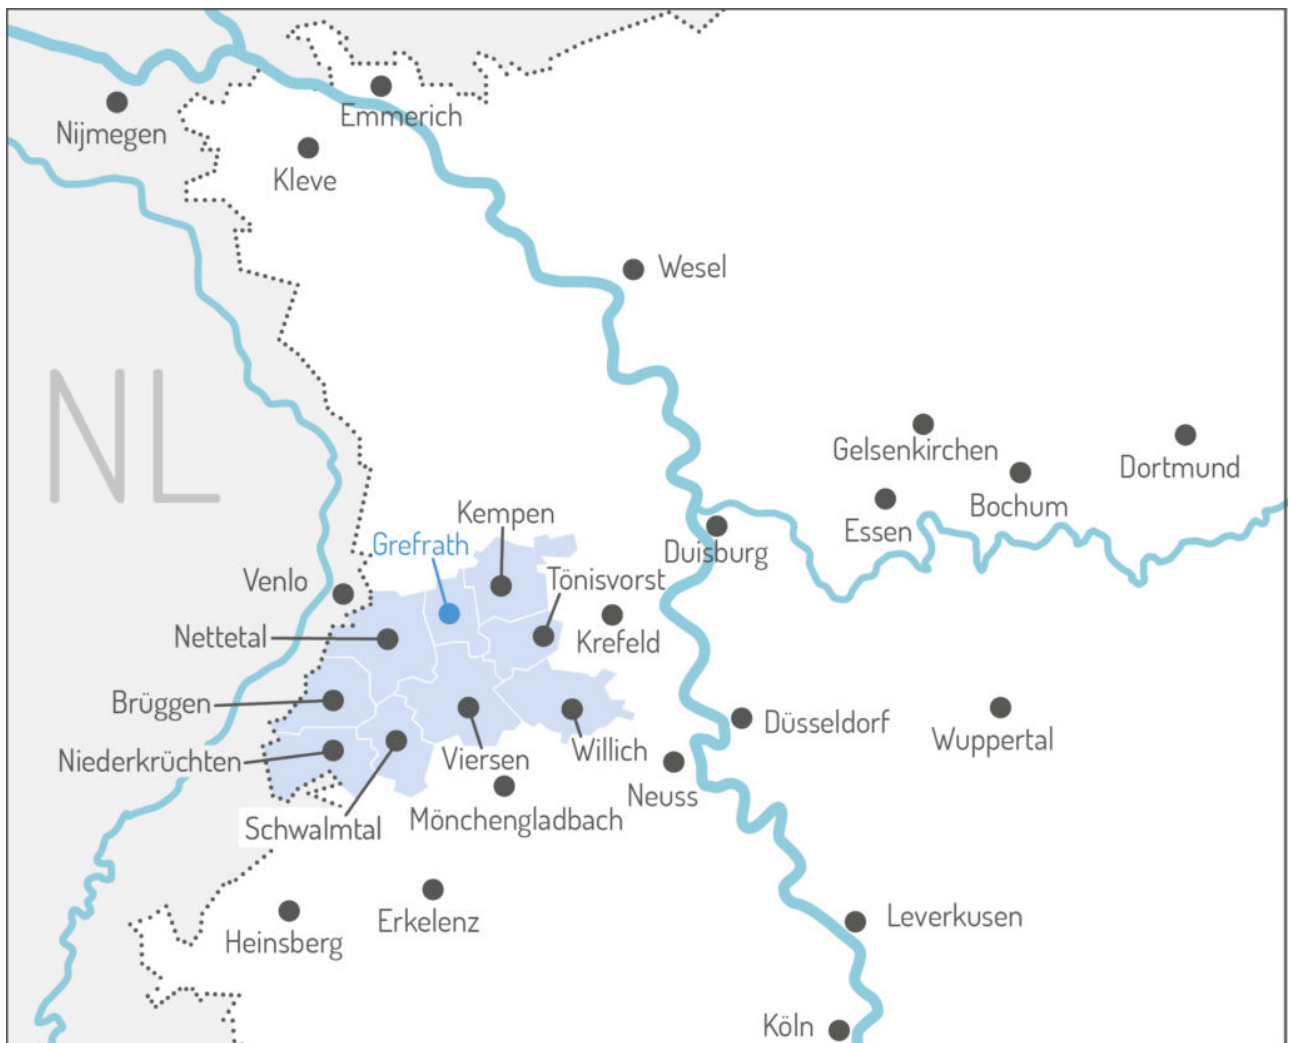 Emmerich
Nijmegen
Kleve
Wesel
NL
Gelsenkirchen
Dortmund
Bochum
Kempen
Essen
Grefrath
Duisburg
Venlo
Tönisvorst
Nettetal
Krefeld
Brüggen
Düsseldorf
Wuppertal
Niederkrüchten
Viersen
Willich
Neuss
Schwalmtal
Mönchengladbach
Leverkusen
Erkelenz
Heinsberg
Köln